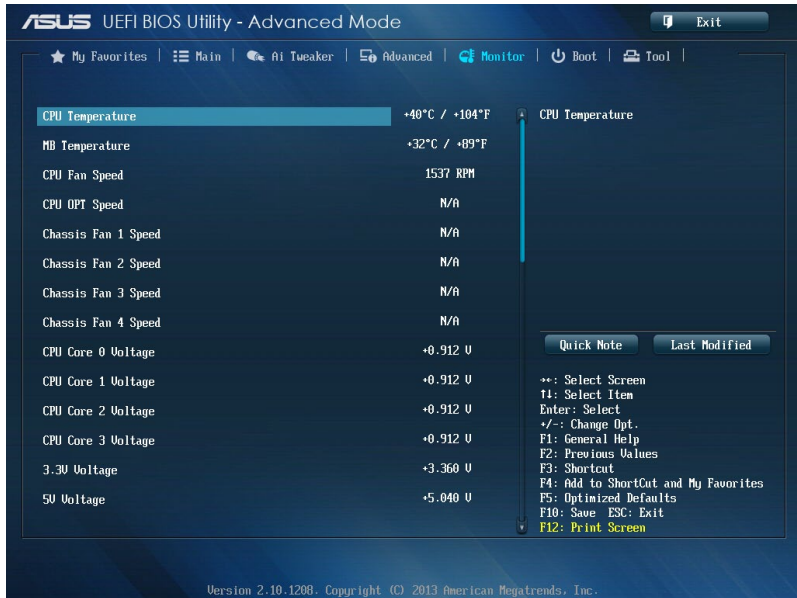 ASUS UEFI BIOS Utility - Advanced Mode
Exit
My Favorites | Main | Ai Tweaker | Advanced | Monitor | Boot | Tool |
CPU Temperature +40°C / +104°F
MB Temperature +32°C / +89°F
CPU Fan Speed 1537 RPM
CPU OPT Speed N/A
Chassis Fan 1 Speed N/A
Chassis Fan 2 Speed N/A
Chassis Fan 3 Speed N/A
Chassis Fan 4 Speed N/A
CPU Core 0 Voltage +0.912 V
CPU Core 1 Voltage +0.912 V
CPU Core 2 Voltage +0.912 V
CPU Core 3 Voltage +0.912 V
3.3V Voltage +3.360 V
5V Voltage +5.040 V
CPU Temperature
Quick Note
Last Modified
→←: Select Screen
↑↓: Select Item
Enter: Select
+/-: Change Opt.
F1: General Help
F2: Previous Values
F3: Shortcut
F4: Add to ShortCut and My Favorites
F5: Optimized Defaults
F10: Save ESC: Exit
F12: Print Screen
Version 2.10.1208. Copyright (C) 2013 American Megatrends, Inc.